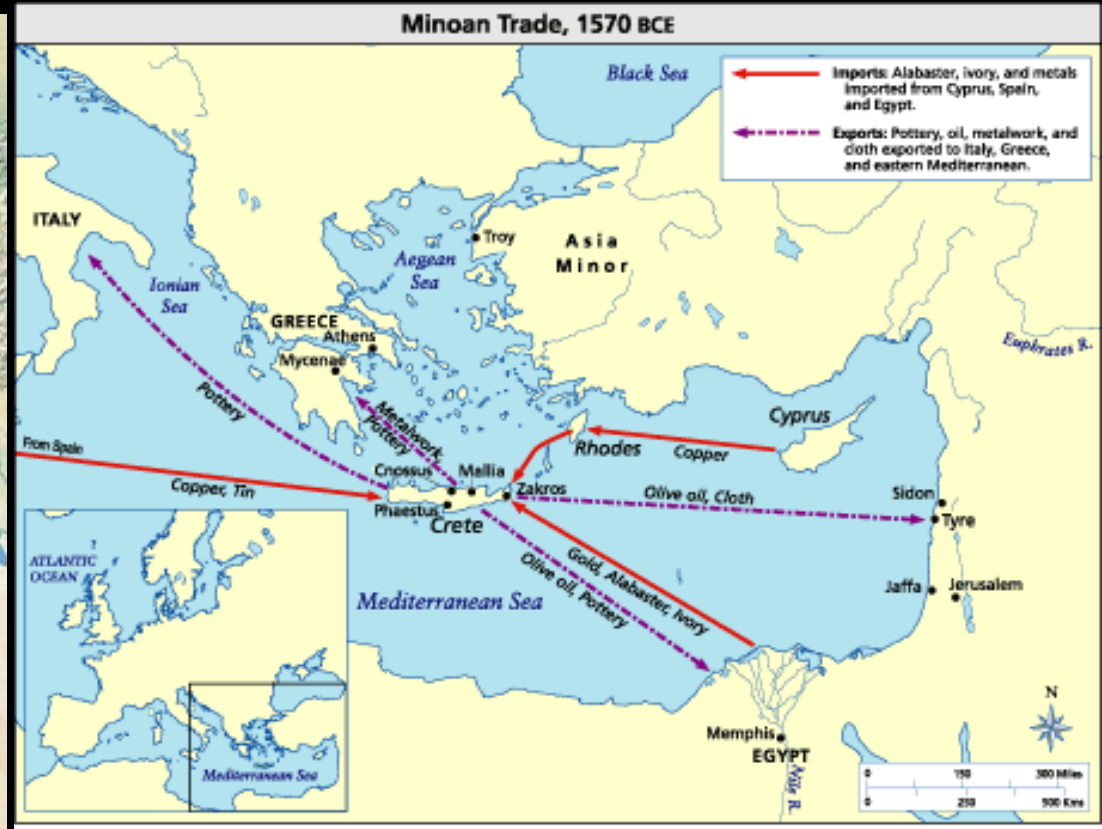 Minoan Trade, 1570 BCE
Black Sea
Imports: Alabaster, ivory, and metals
imported from Cyprus, Spain,
and Egypt.
Exports: Pottery, oil, metalwork, and
cloth exported to Italy, Greece,
and eastern Mediterranean.
ITALY
Troy
Asia
Minor
Aegean
Sea
Ionian
Sea
GREECE
Athens
Mycenae
Euphrates R.
Pottery
Metalwork,
Pottery
Cyprus
Rhodes
Copper
From Spain
Copper, Tin
Cnossus
Mallia
Zakros
Phaestus
Crete
Olive oil, Cloth
Sidon
Tyre
Gold, Alabaster, Ivory
Olive oil, Pottery
Jaffa
Jerusalem
Mediterranean Sea
ATLANTIC
OCEAN
Mediterranean Sea
Memphis
EGYPT
Nile R.
N
0 150 300 Miles
0 250 500 Kms